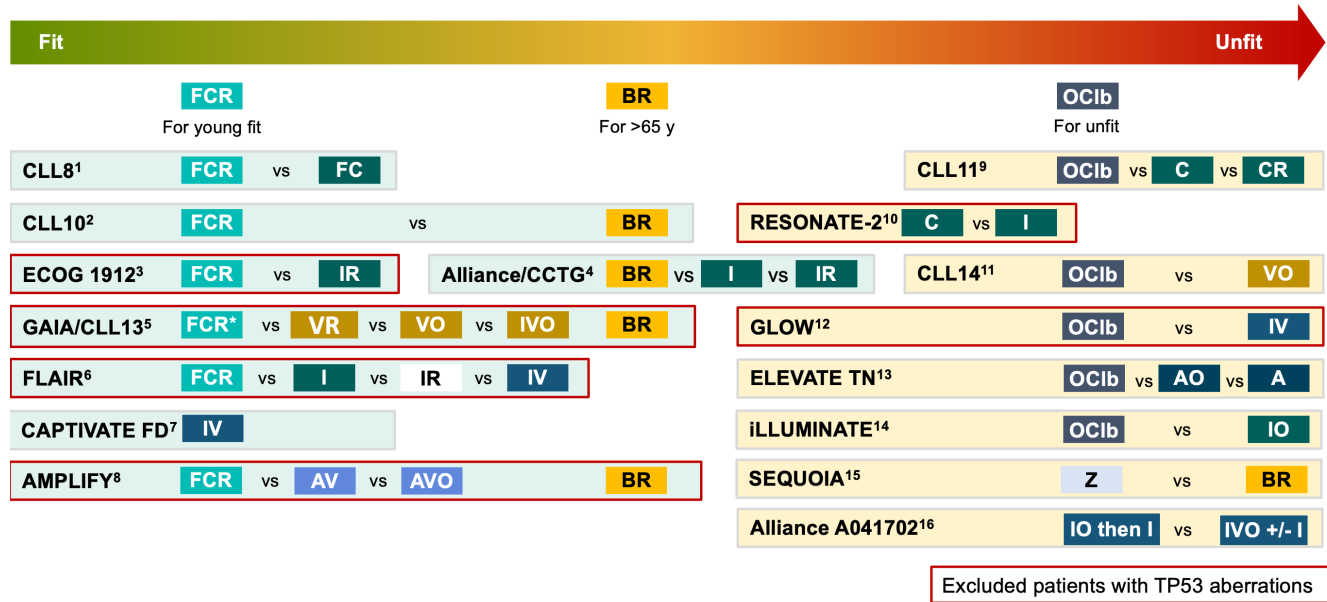 Fit Unfit
FCR BR OClb
For young fit For >65 y For unfit
CLL8¹ FCR vs FC
CLL11⁹ OClb vs C vs CR
CLL10² FCR vs BR
RESONATE-2¹⁰ C vs I
ECOG 1912³ FCR vs IR
Alliance/CCTG⁴ BR vs I vs IR
CLL14¹¹ OClb vs VO
GAIA/CLL13⁵ FCR* vs VR vs VO vs IVO BR
GLOW¹² OClb vs IV
FLAIR⁶ FCR vs I vs IR vs IV
ELEVATE TN¹³ OClb vs AO vs A
CAPTIVATE FD⁷ IV
iLLUMINATE¹⁴ OClb vs IO
AMPLIFY⁸ FCR vs AV vs AVO BR
SEQUOIA¹⁵ Z vs BR
Alliance A041702¹⁶ IO then I vs IVO +/- I
Excluded patients with TP53 aberrations